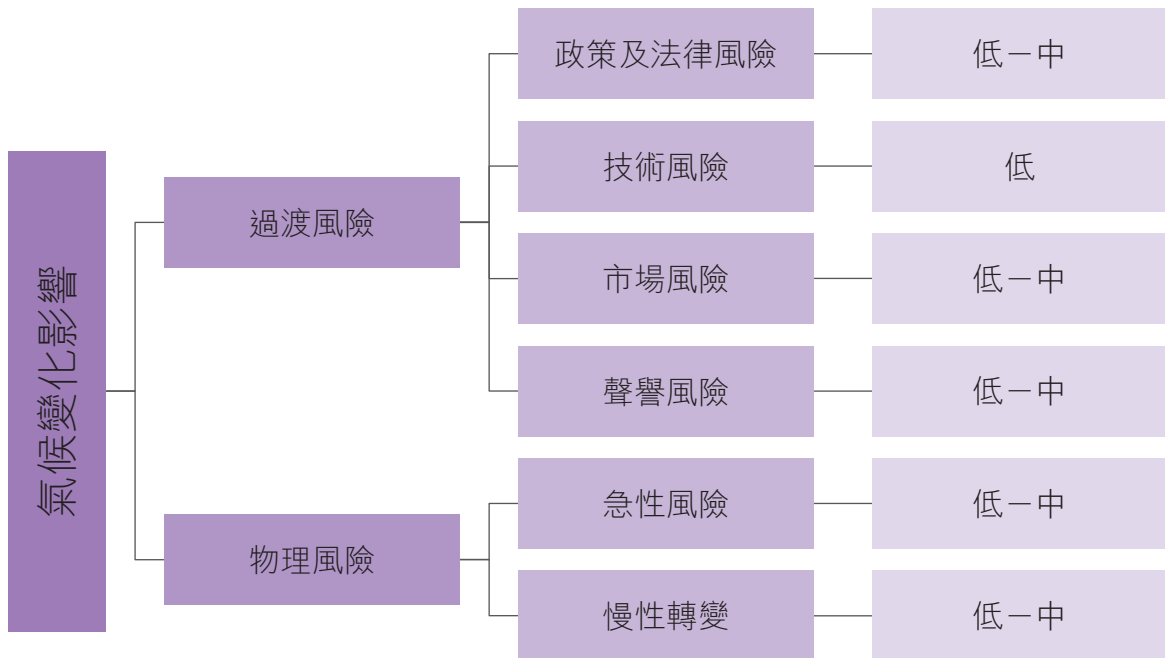 氣候變化影響
過渡風險
政策及法律風險
低－中
技術風險
低
市場風險
低－中
聲譽風險
低－中
物理風險
急性風險
低－中
慢性轉變
低－中